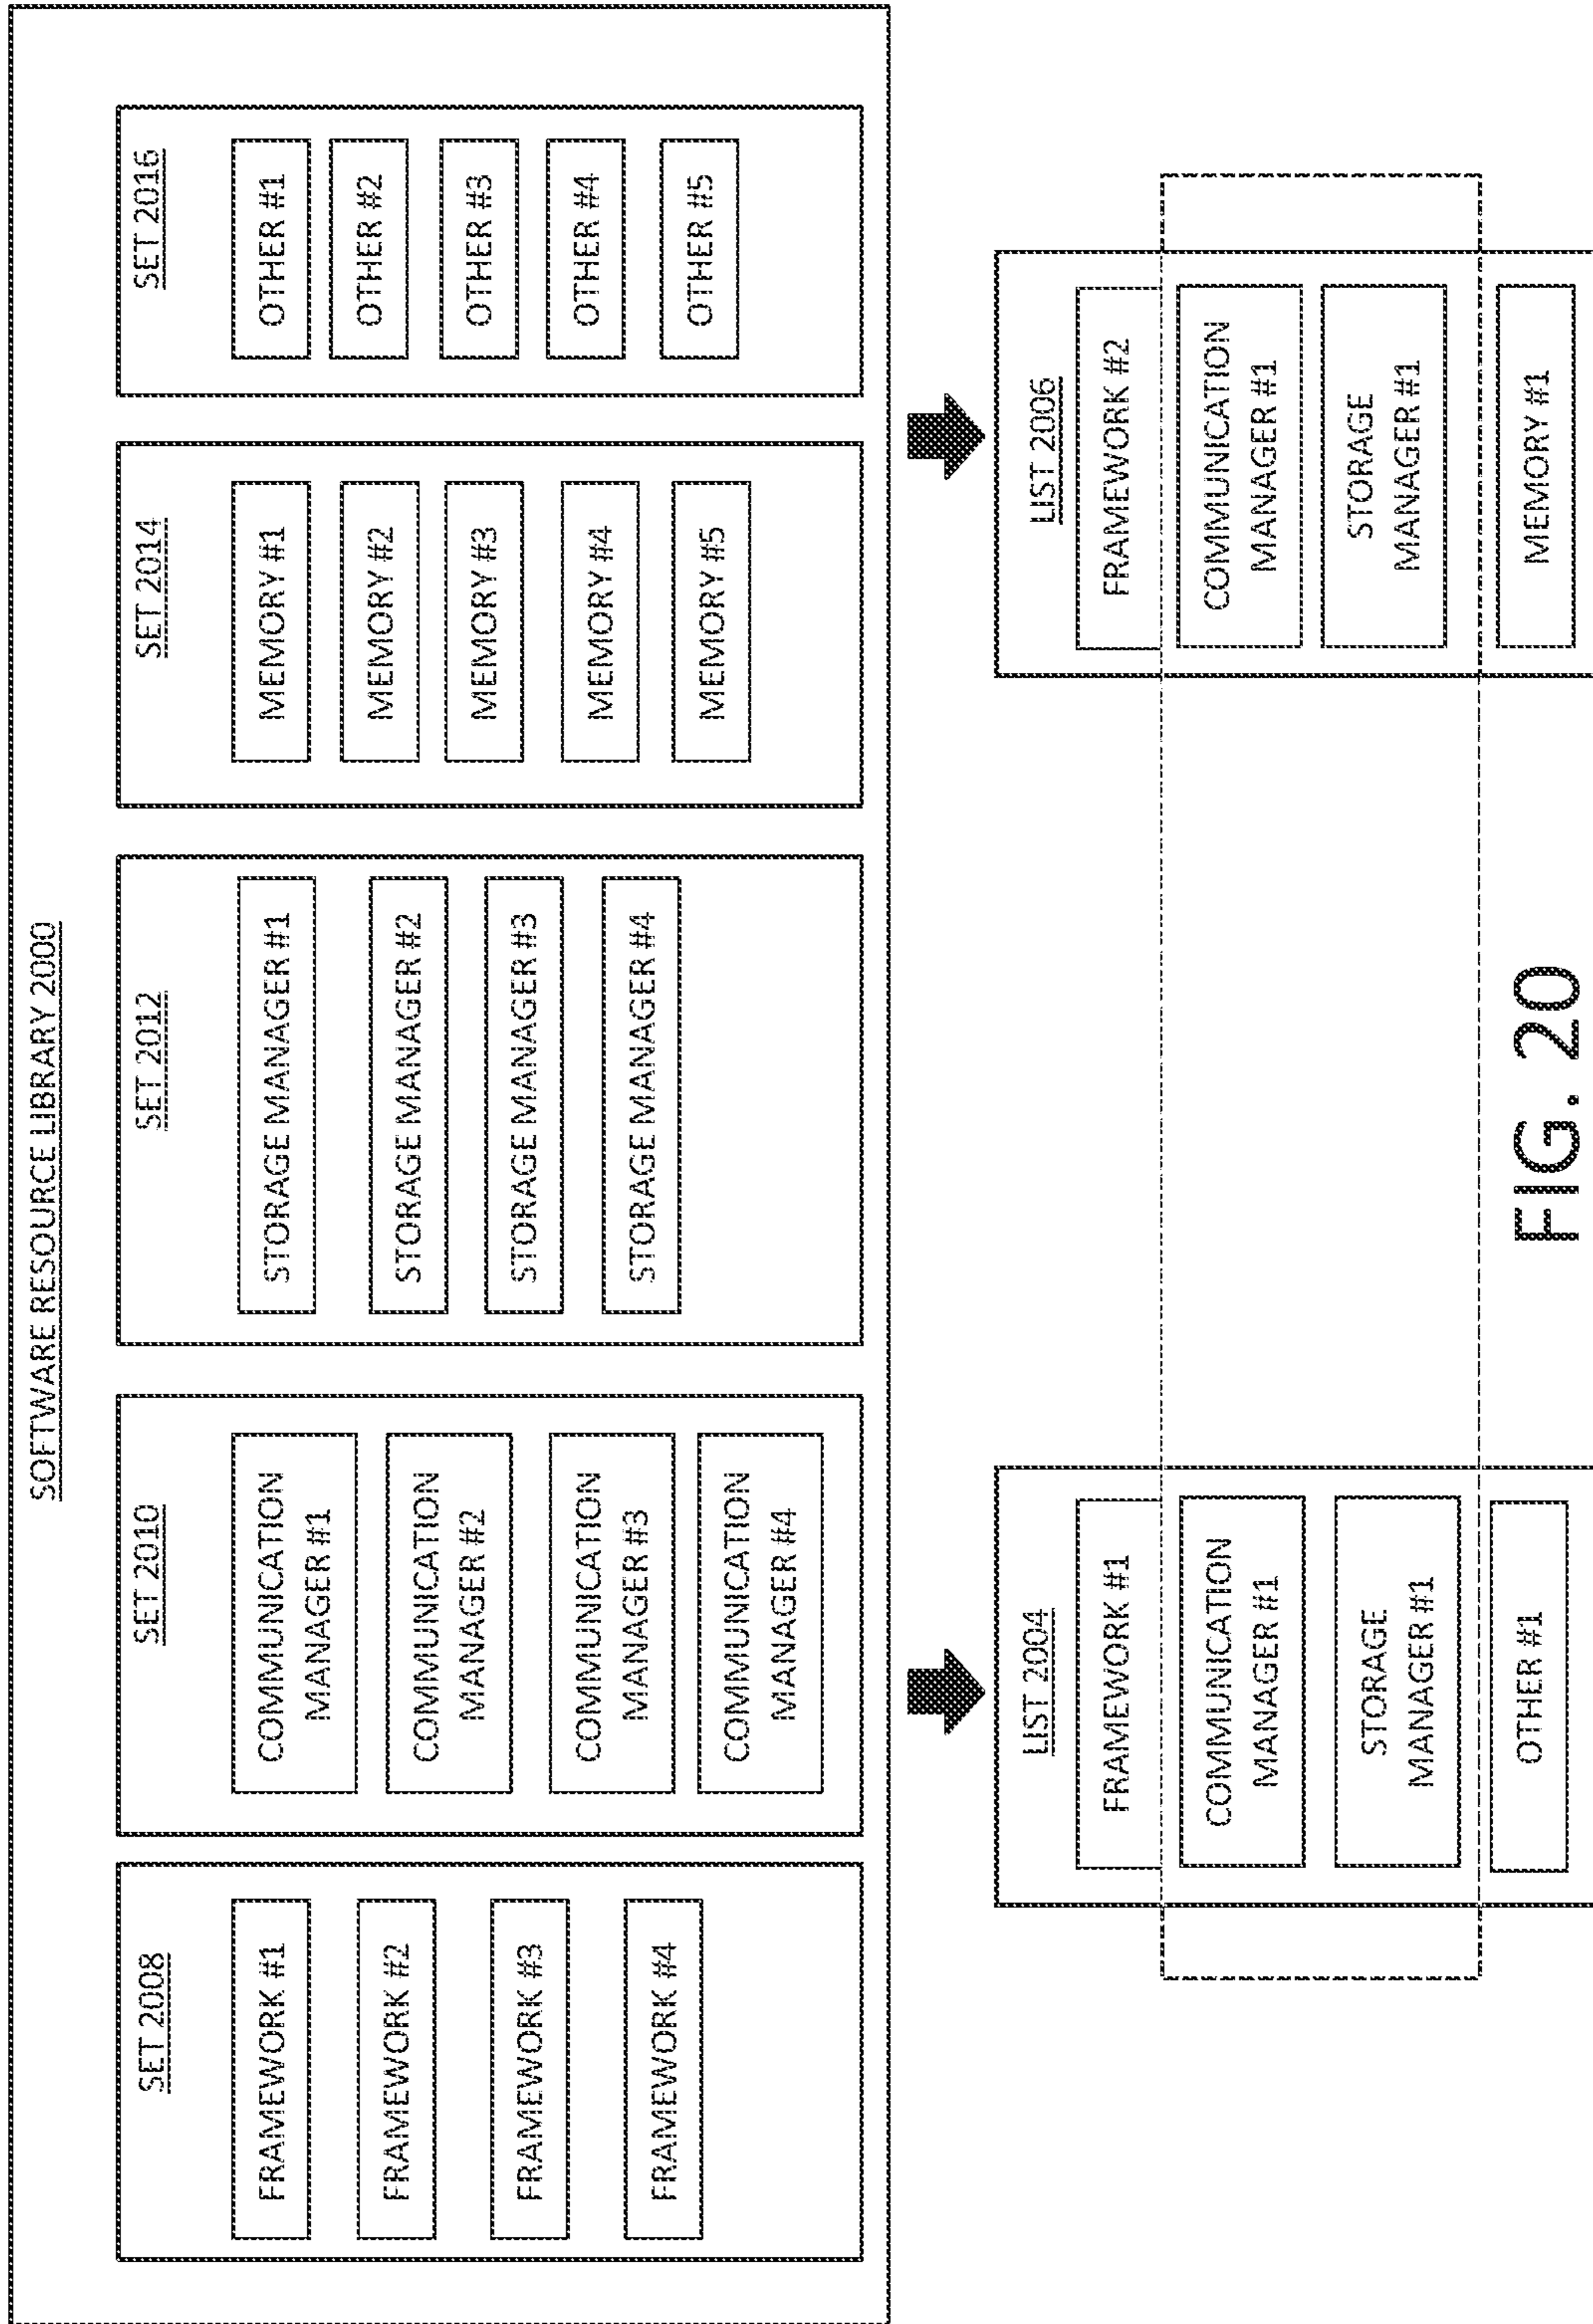 SOFTWARE RESOURCE LIBRARY 2000
SET 2008
FRAMEWORK #1
FRAMEWORK #2
FRAMEWORK #3
FRAMEWORK #4
SET 2010
COMMUNICATION
MANAGER #1
COMMUNICATION
MANAGER #2
COMMUNICATION
MANAGER #3
COMMUNICATION
MANAGER #4
SET 2012
STORAGE MANAGER #1
STORAGE MANAGER #2
STORAGE MANAGER #3
STORAGE MANAGER #4
SET 2014
MEMORY #1
MEMORY #2
MEMORY #3
MEMORY #4
MEMORY #5
SET 2016
OTHER #1
OTHER #2
OTHER #3
OTHER #4
OTHER #5
LIST 2004
FRAMEWORK #1
COMMUNICATION
MANAGER #1
STORAGE
MANAGER #1
OTHER #1
LIST 2006
FRAMEWORK #2
COMMUNICATION
MANAGER #1
STORAGE
MANAGER #1
MEMORY #1
FIG. 20